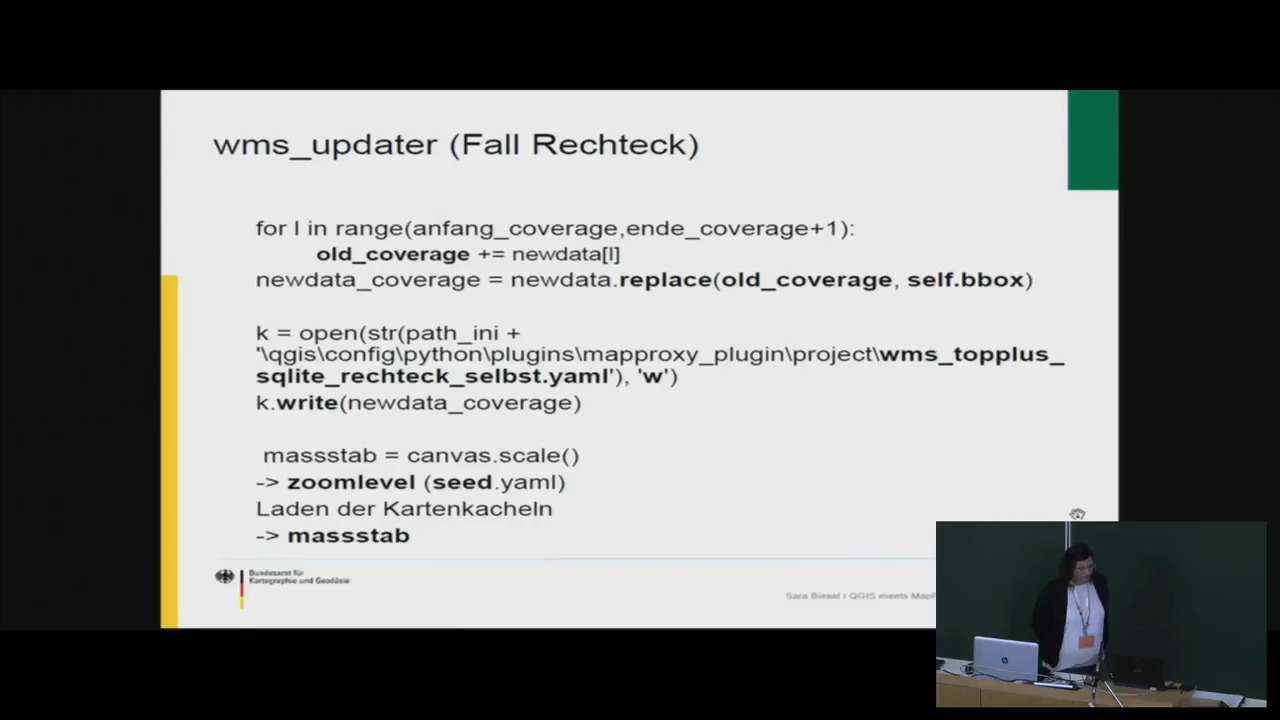 wms_updater (Fall Rechteck)
for l in range(anfang_coverage,ende_coverage+1):
old_coverage += newdata[l]
newdata_coverage = newdata.replace(old_coverage, self.bbox)
k = open(str(path_ini +
'\qgis\config\python\plugins\mapproxy_plugin\project\wms_topplus_
sqlite_rechteck_selbst.yaml'), 'w')
k.write(newdata_coverage)
massstab = canvas.scale()
-> zoomlevel (seed.yaml)
Laden der Kartenkacheln
-> massstab
Bundesamt für
Kartographie und Geodäsie
Sara Biesel I QGIS meets